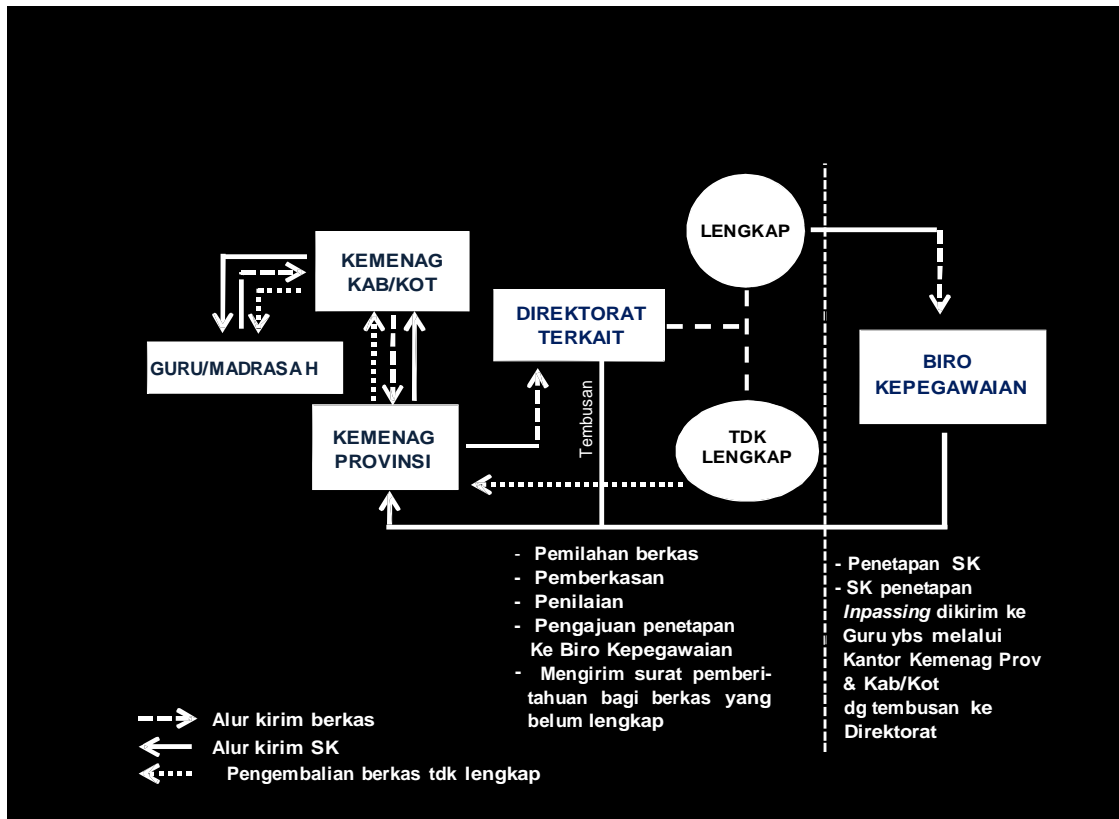 LENGKAP
KEMENAG
KAB/KOT
DIREKTORAT
TERKAIT
GURU/MADRASAH
BIRO
KEPEGAWAIAN
Tembusan
KEMENAG
PROVINSI
TDK
LENGKAP
- Pemilahan berkas
- Pemberkasan
- Penilaian
- Pengajuan penetapan
Ke Biro Kepegawaian
- Mengirim surat pemberi-
tahuan bagi berkas yang
belum lengkap
- Penetapan SK
- SK penetapan
Inpassing dikirim ke
Guru ybs melalui
Kantor Kemenag Prov
& Kab/Kot
dg tembusan ke
Direktorat
Alur kirim berkas
Alur kirim SK
Pengembalian berkas tdk lengkap